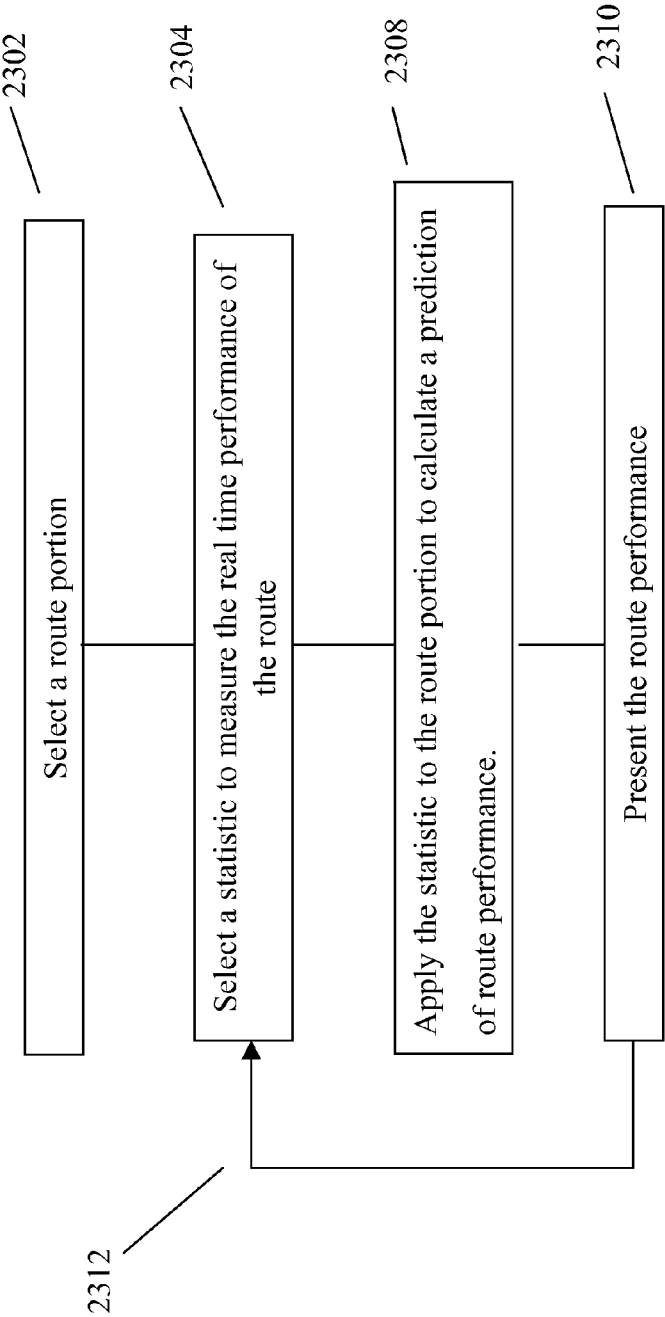 2302
Select a route portion
2304
Select a statistic to measure the real time performance of
the route
2308
Apply the statistic to the route portion to calculate a prediction
of route performance.
2310
Present the route performance
2312